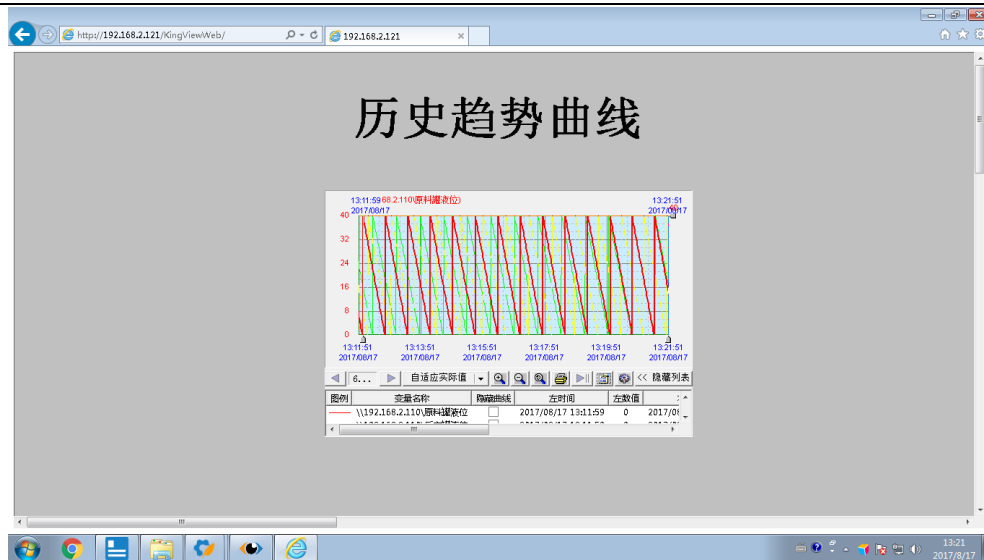 http://192.168.2.121/KingViewWeb/
192.168.2.121
历史趋势曲线
13:11:59 68.2.110\原料罐液位)
13:21:51
2017/08/17
2017/08/17
40
32
24
16
8
0
13:11:51 13:13:51 13:15:51 13:17:51 13:19:51 13:21:51
2017/08/17 2017/08/17 2017/08/17 2017/08/17 2017/08/17 2017/08/17
6... 自适应实际值 << 隐藏列表
图例 变量名称 隐藏曲线 左时间 左数值
\\192.168.2.110\原料罐液位 2017/08/17 13:11:59 0 2017/08
13:21
2017/8/17